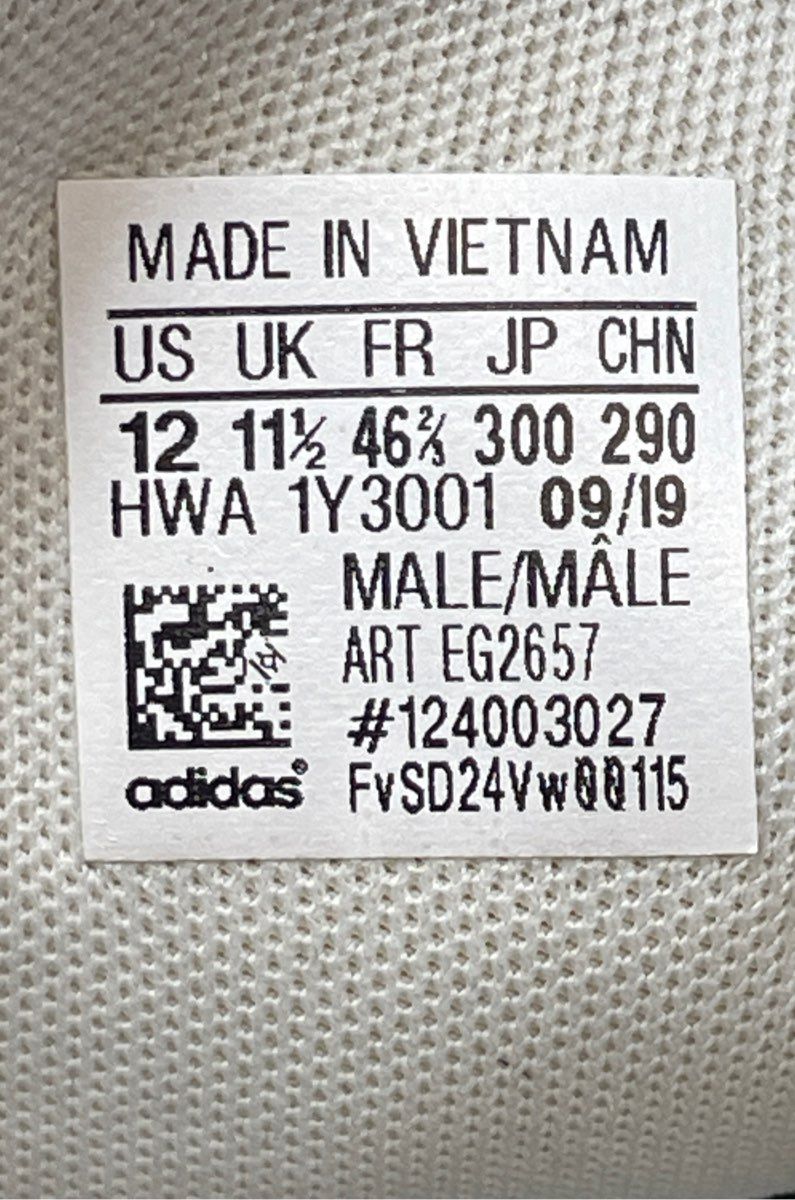 MADE IN VIETNAM
US UK FR JP CHN
12 11½ 46⅔ 300 290
HWA 1Y3001 09/19
MALE/MÂLE
ART EG2657
#124003027
adidas® FvSD24Vw00115